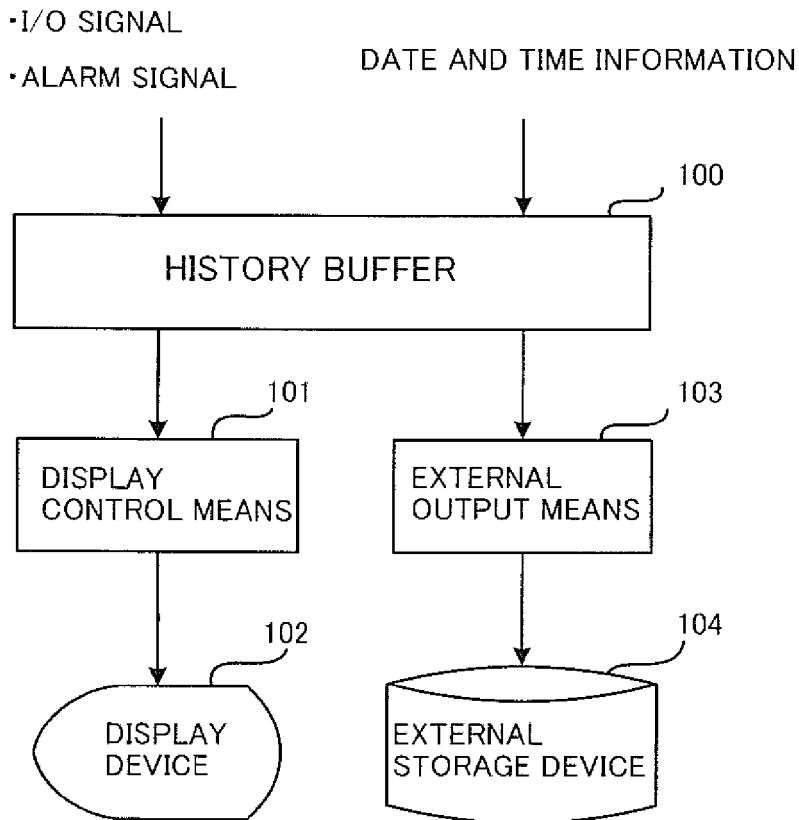 ・I/O SIGNAL
・ALARM SIGNAL
DATE AND TIME INFORMATION
100
HISTORY BUFFER
101
103
DISPLAY
CONTROL MEANS
EXTERNAL
OUTPUT MEANS
102
104
DISPLAY
DEVICE
EXTERNAL
STORAGE DEVICE